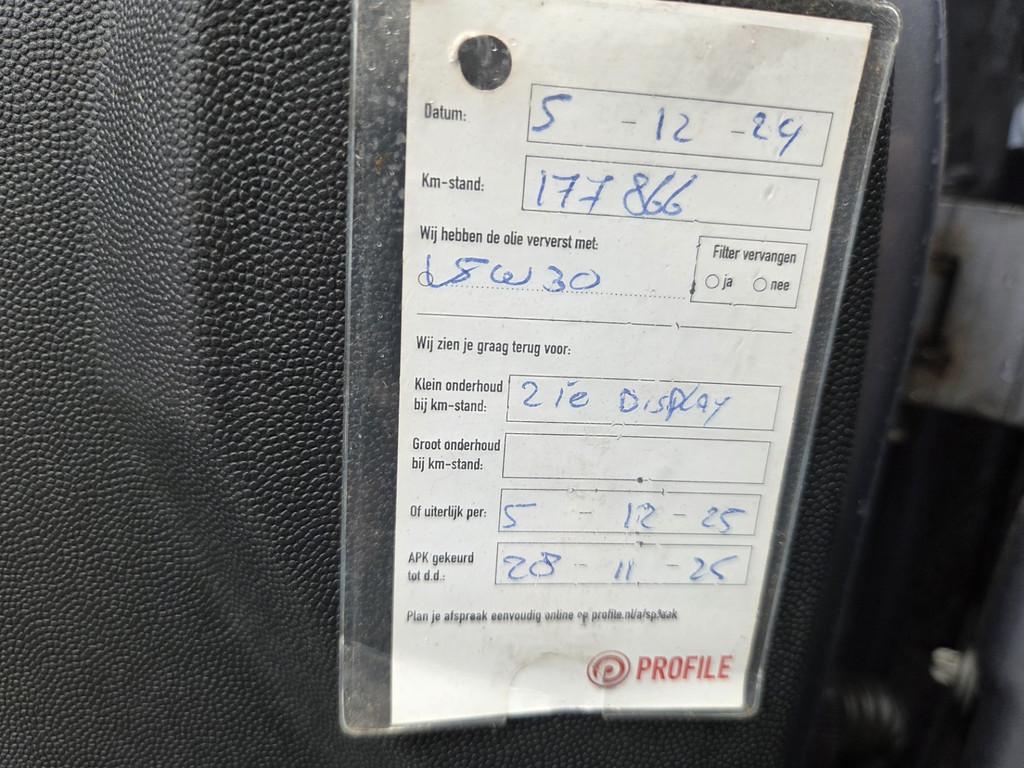 Datum: 5 - 12 - 24
Km-stand: 177 866
Wij hebben de olie ververst met:
Filter vervangen
5W30
ja nee
Wij zien je graag terug voor:
Klein onderhoud
bij km-stand: 2ie Display
Groot onderhoud
bij km-stand:
Of uiterlijk per: 5 - 12 - 25
APK gekeurd
tot d.d.: 28 - 11 - 25
Plan je afspraak eenvoudig online op profile.nl/afspraak
PROFILE